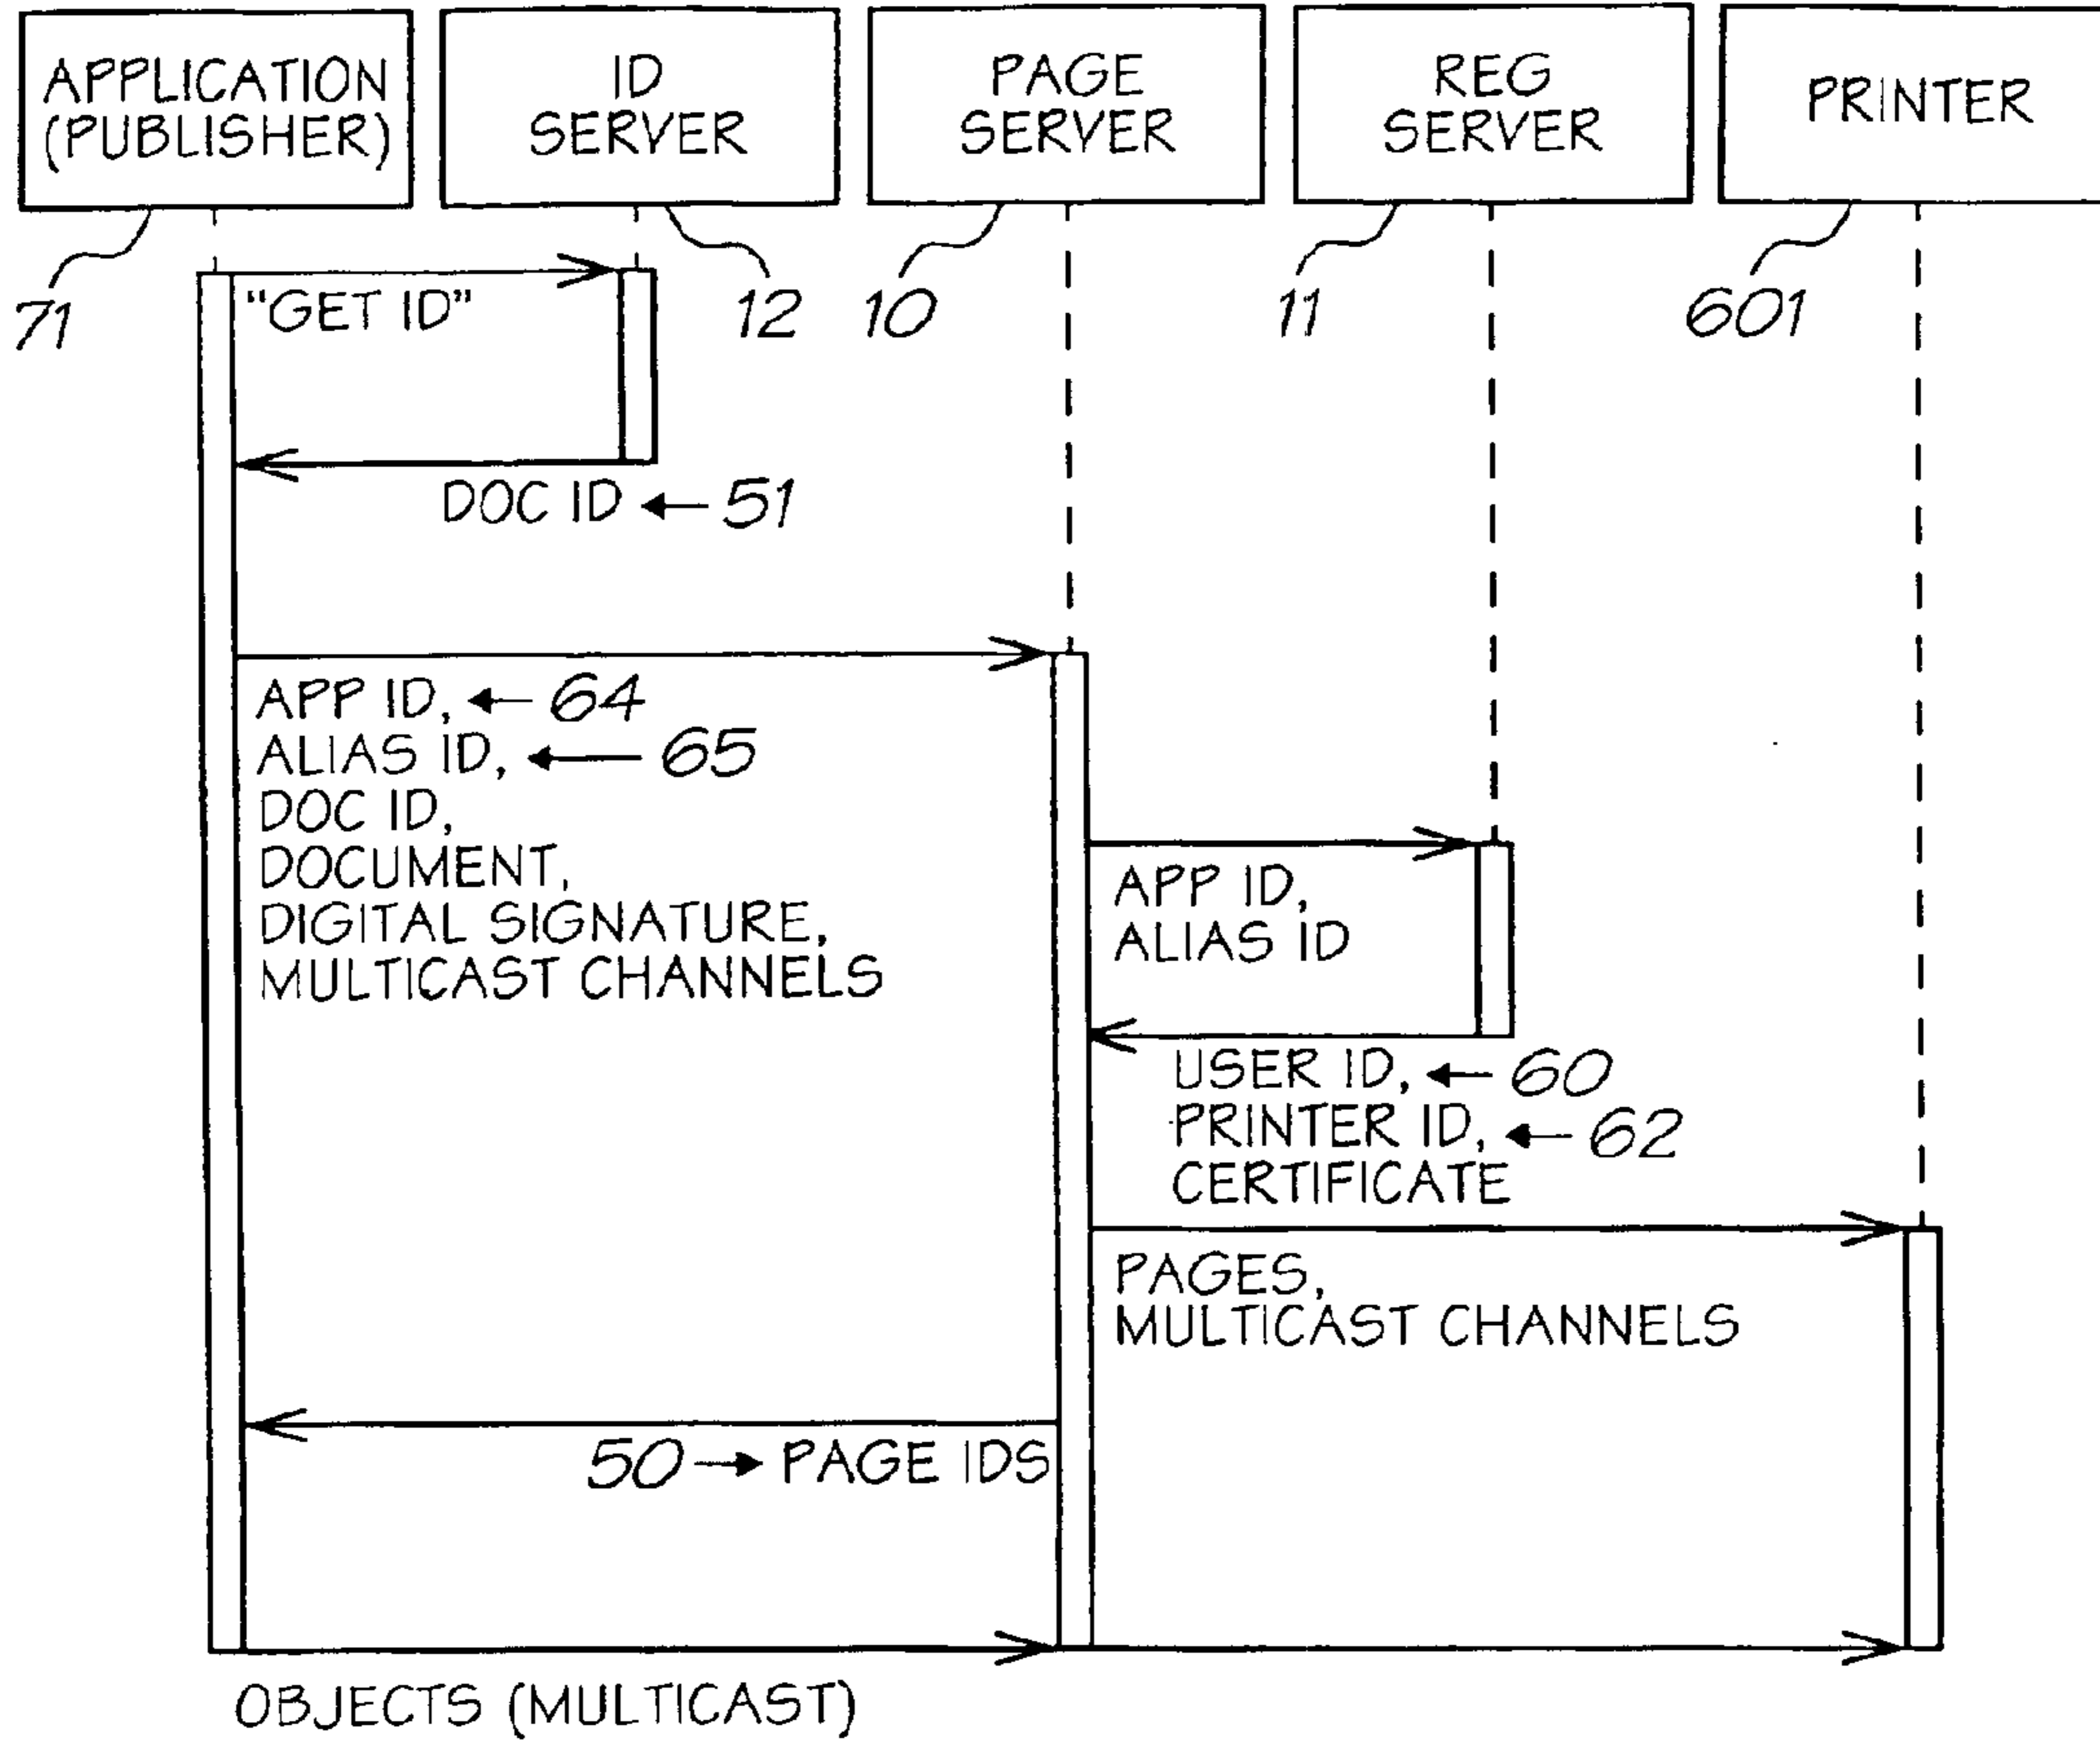 APPLICATION
(PUBLISHER)
ID
SERVER
PAGE
SERVER
REG
SERVER
PRINTER
71
12
10
11
601
"GET ID"
DOC ID 51
APP ID, 64
ALIAS ID, 65
DOC ID,
DOCUMENT,
DIGITAL SIGNATURE,
MULTICAST CHANNELS
APP ID,
ALIAS ID
USER ID, 60
PRINTER ID, 62
CERTIFICATE
PAGES,
MULTICAST CHANNELS
50 PAGE IDS
OBJECTS (MULTICAST)